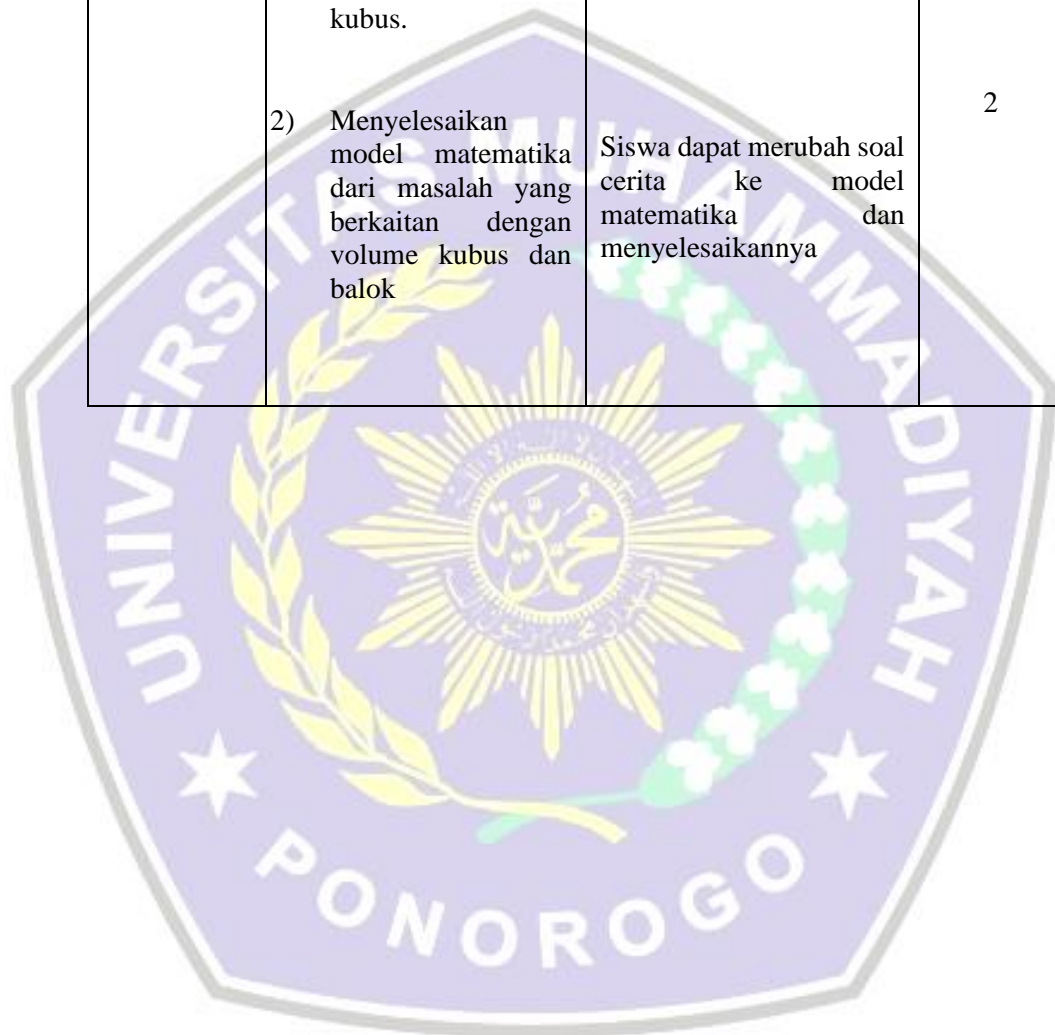 kubus.
2) Menyelesaikan
model matematika
dari masalah yang
berkaitan dengan
volume kubus dan
balok
Siswa dapat merubah soal
cerita ke model
matematika dan
menyelesaikannya
2
UNIVERSITAS MUHAMMADIYAH
PONOROGO
محمدية